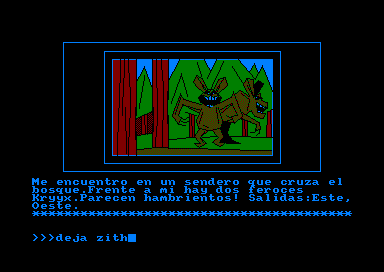 Me encuentro en un sendero que cruza el
bosque.Frente a mi hay dos feroces
Kryyx.Parecen hambrientos! Salidas:Este,
Oeste.
****************************************
>>>deja zith